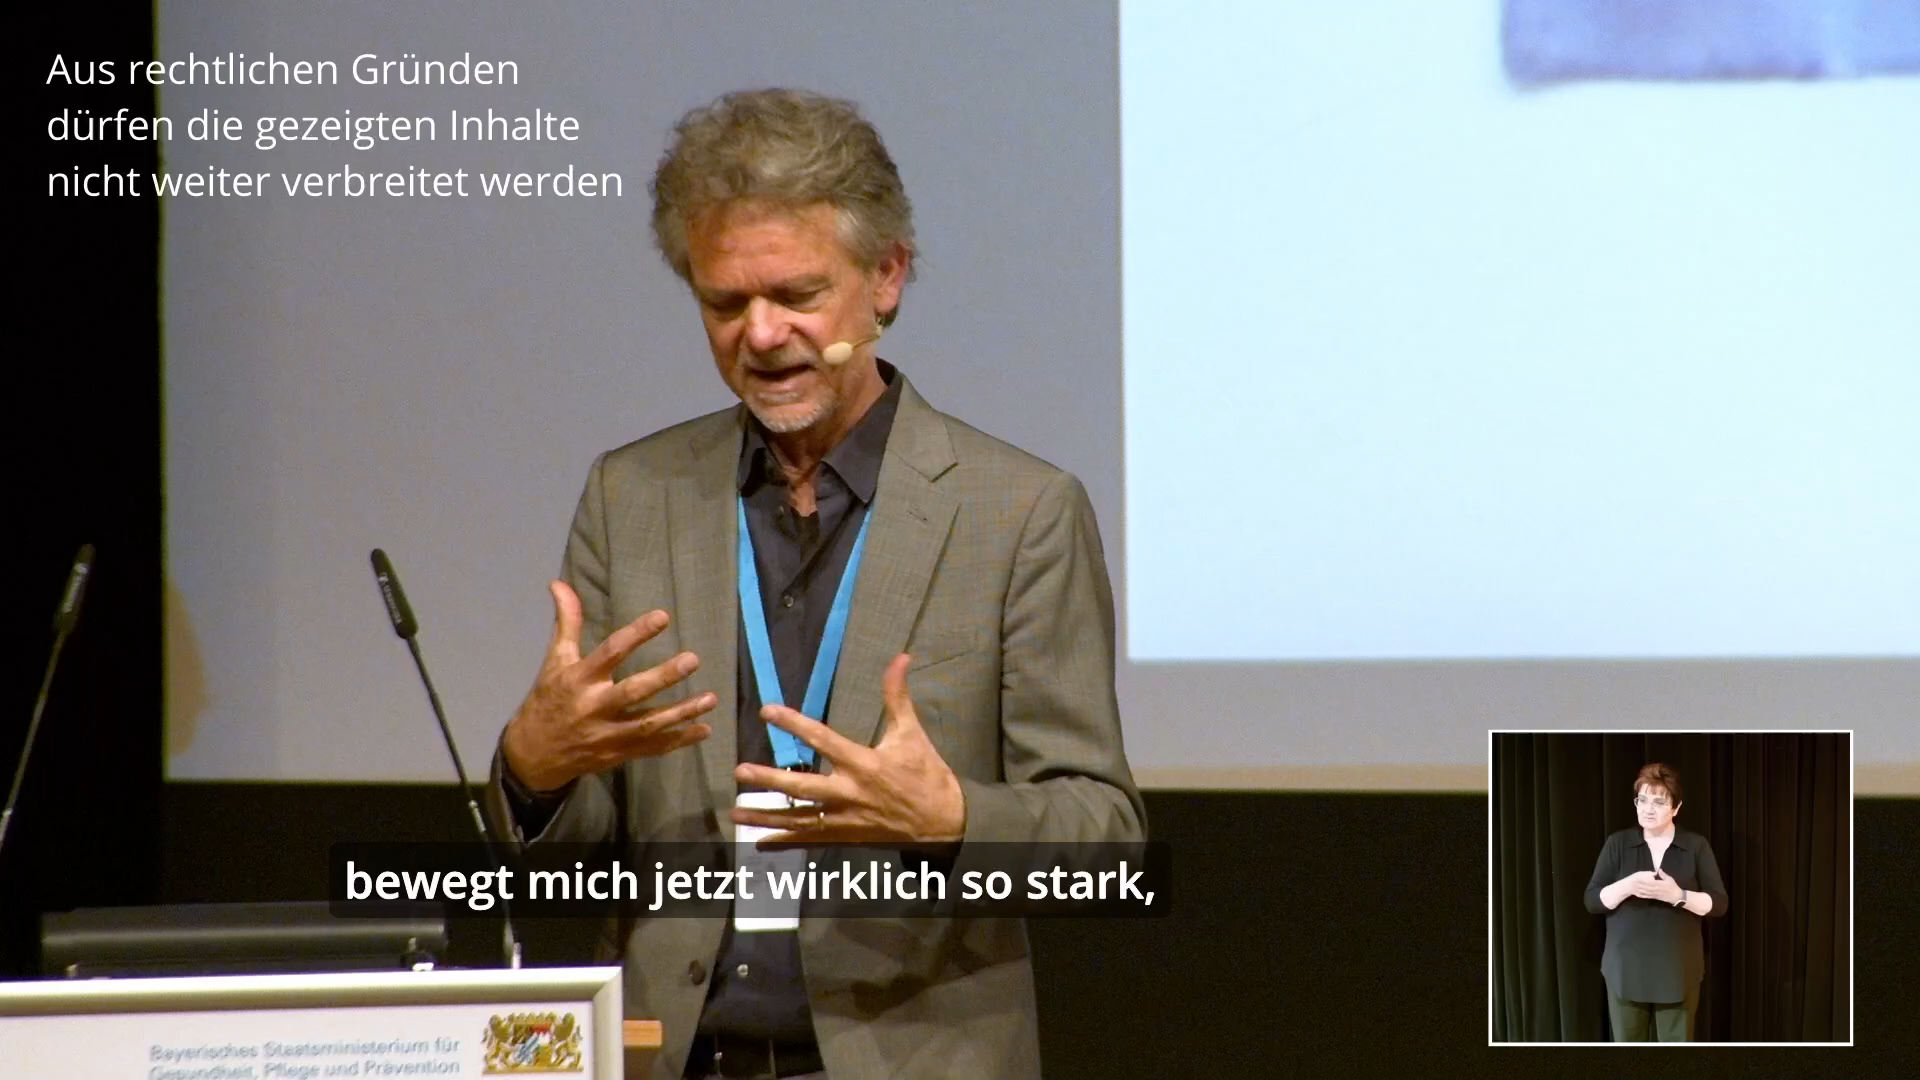 Aus rechtlichen Gründen
dürfen die gezeigten Inhalte
nicht weiter verbreitet werden
bewegt mich jetzt wirklich so stark,
Bayerisches Staatsministerium für
Gesundheit, Pflege und Prävention